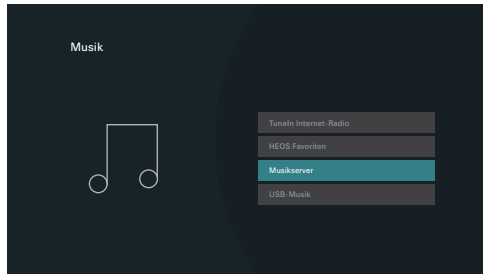 Musik
TuneIn Internet-Radio
HEOS Favoriten
Musikserver
USB-Musik